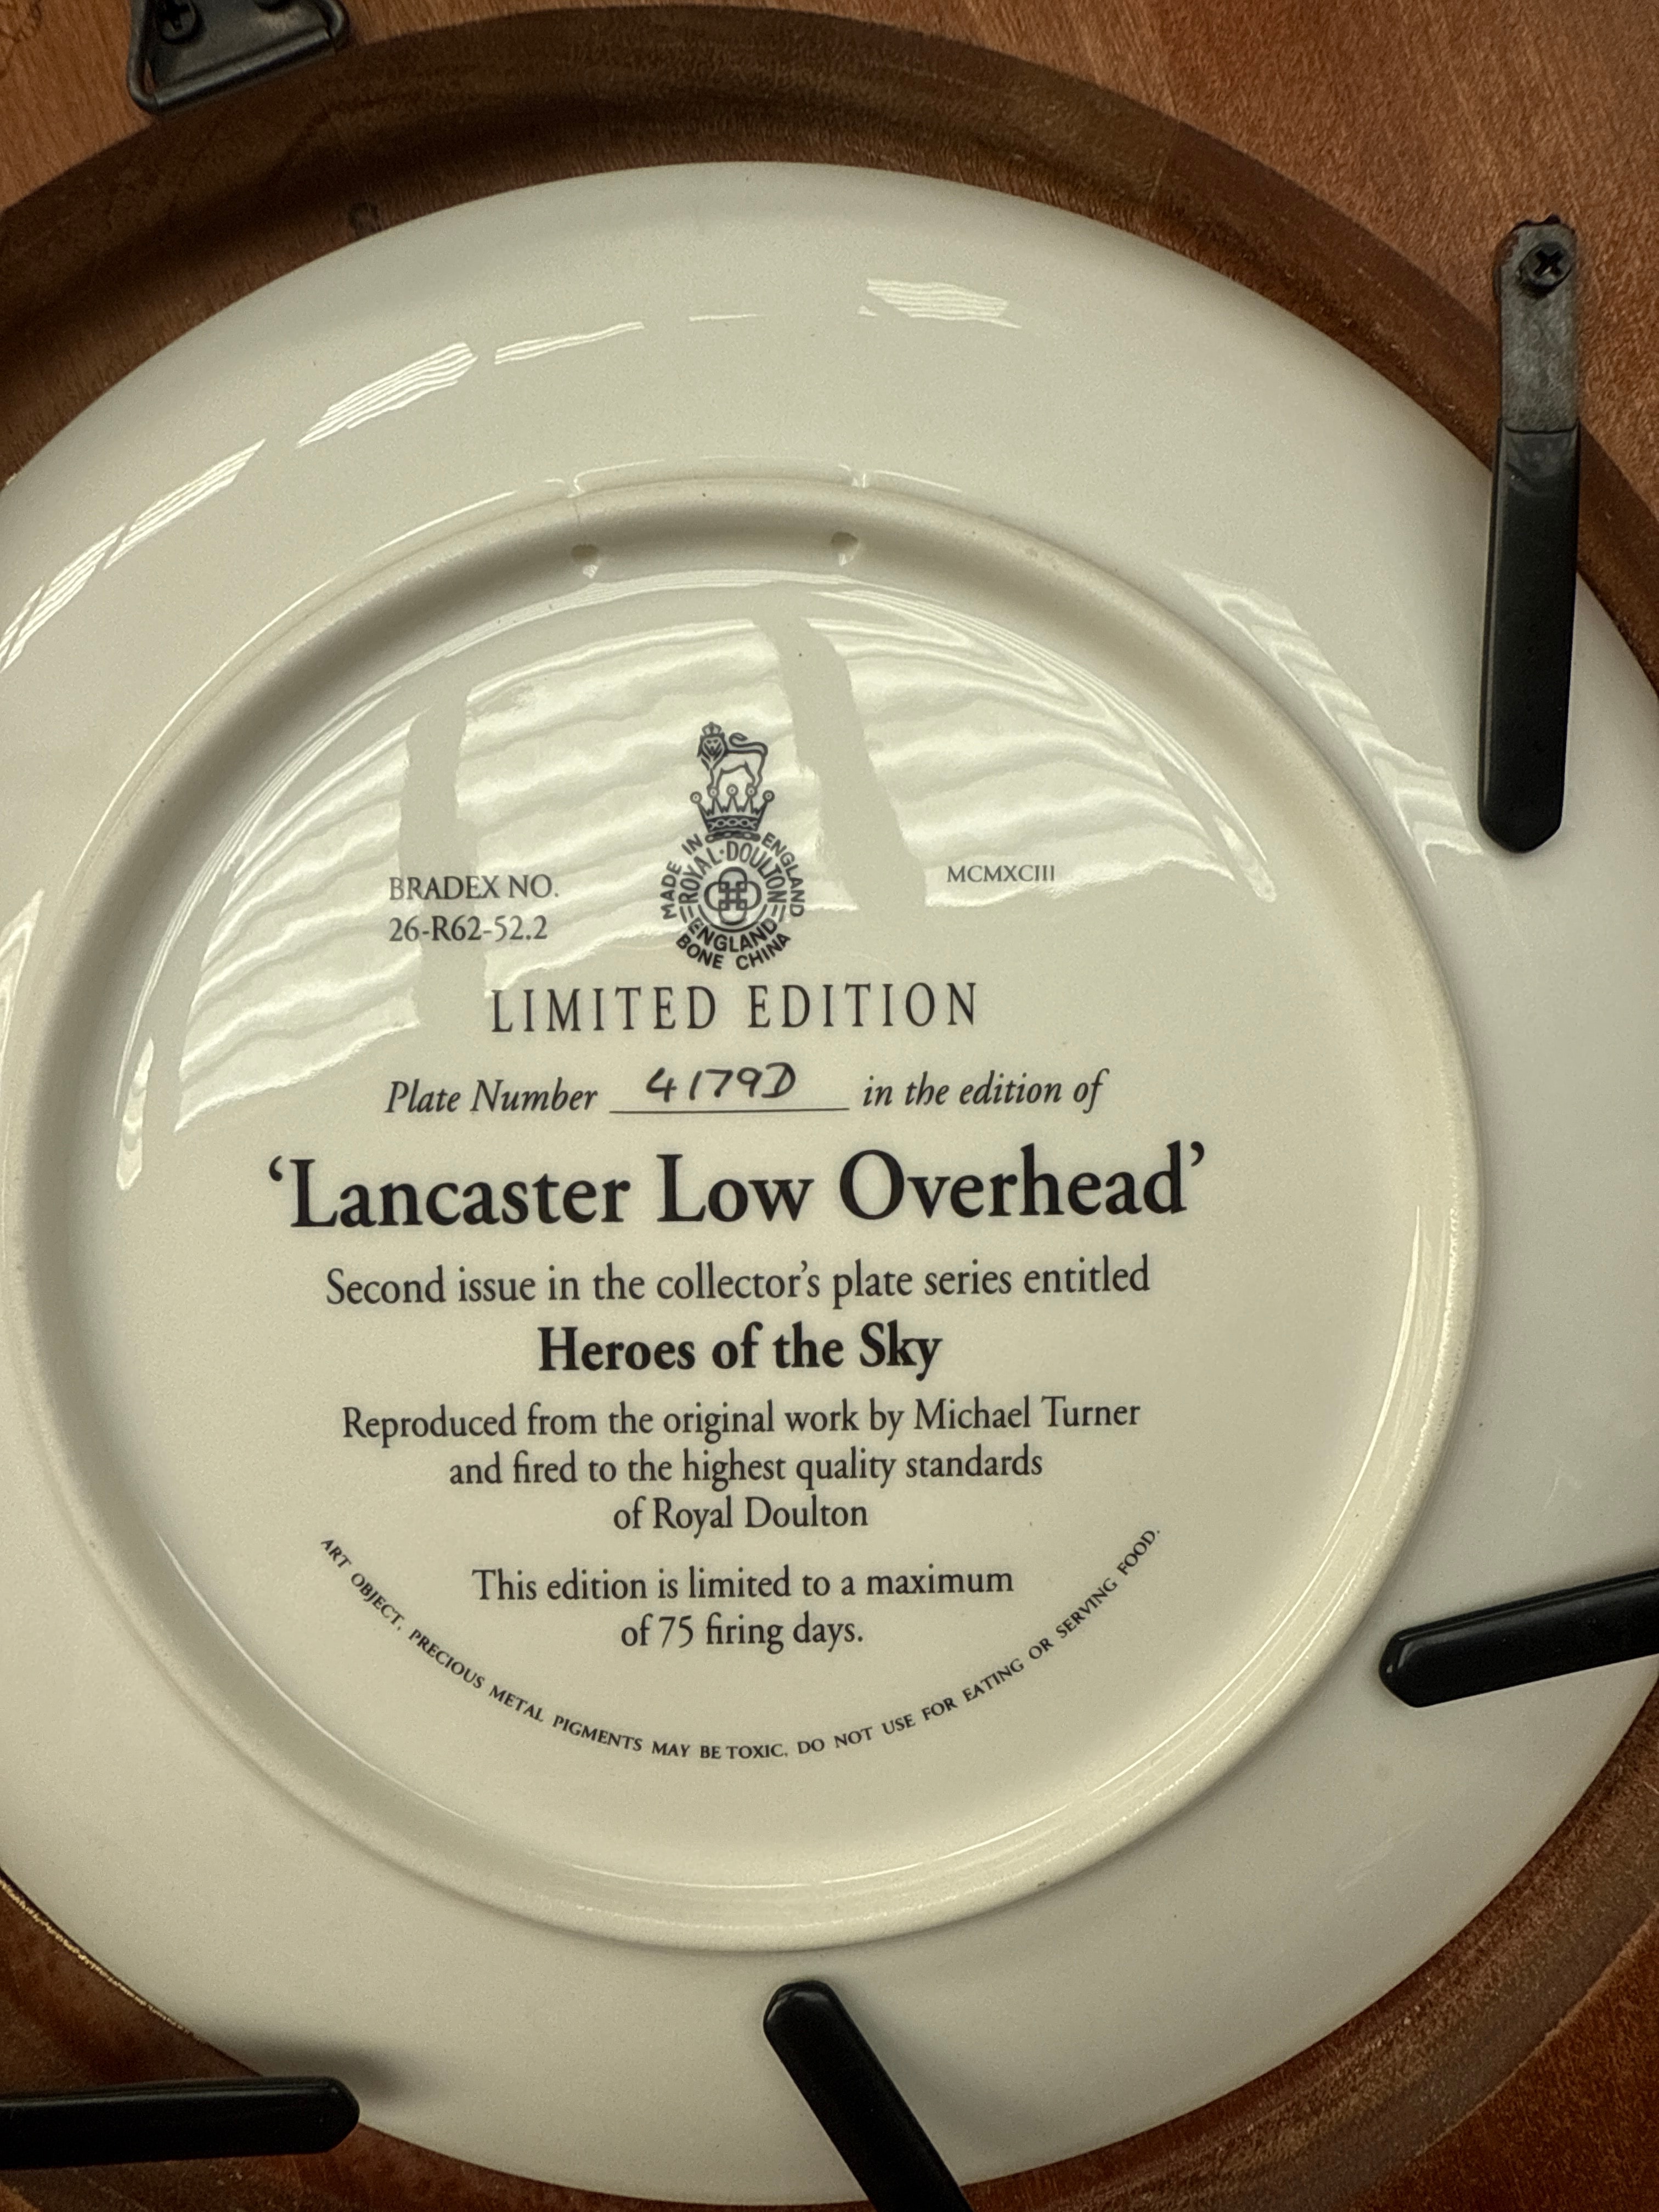 BRADEX NO.
26-R62-52.2
MADE IN ENGLAND
ROYAL·DOULTON
ENGLAND
BONE CHINA
MCMXCIII
LIMITED EDITION
Plate Number 4179D in the edition of
‘Lancaster Low Overhead’
Second issue in the collector’s plate series entitled
Heroes of the Sky
Reproduced from the original work by Michael Turner
and fired to the highest quality standards
of Royal Doulton
This edition is limited to a maximum
of 75 firing days.
ART OBJECT, PRECIOUS METAL PIGMENTS MAY BE TOXIC. DO NOT USE FOR EATING OR SERVING FOOD.